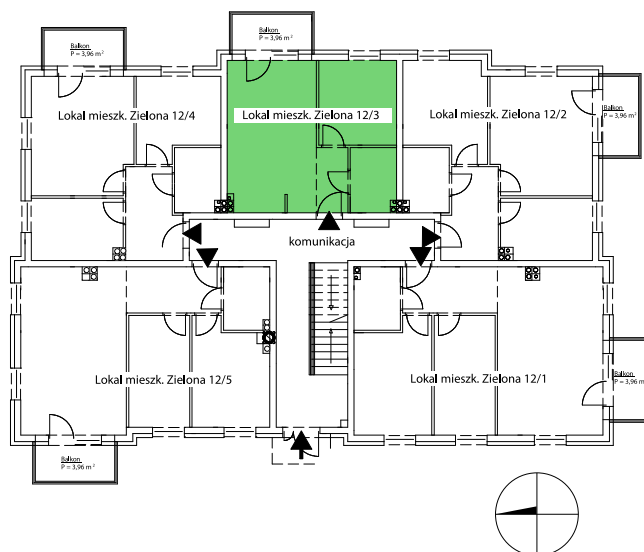 Balkon
P = 3,96 m²
Balkon
P = 3,96 m²
Balkon
P = 3,96 m²
Lokal mieszk. Zielona 12/4
Lokal mieszk. Zielona 12/3
Lokal mieszk. Zielona 12/2
komunikacja
Lokal mieszk. Zielona 12/5
Lokal mieszk. Zielona 12/1
Balkon
P = 3,96 m²
Balkon
P = 3,96 m²